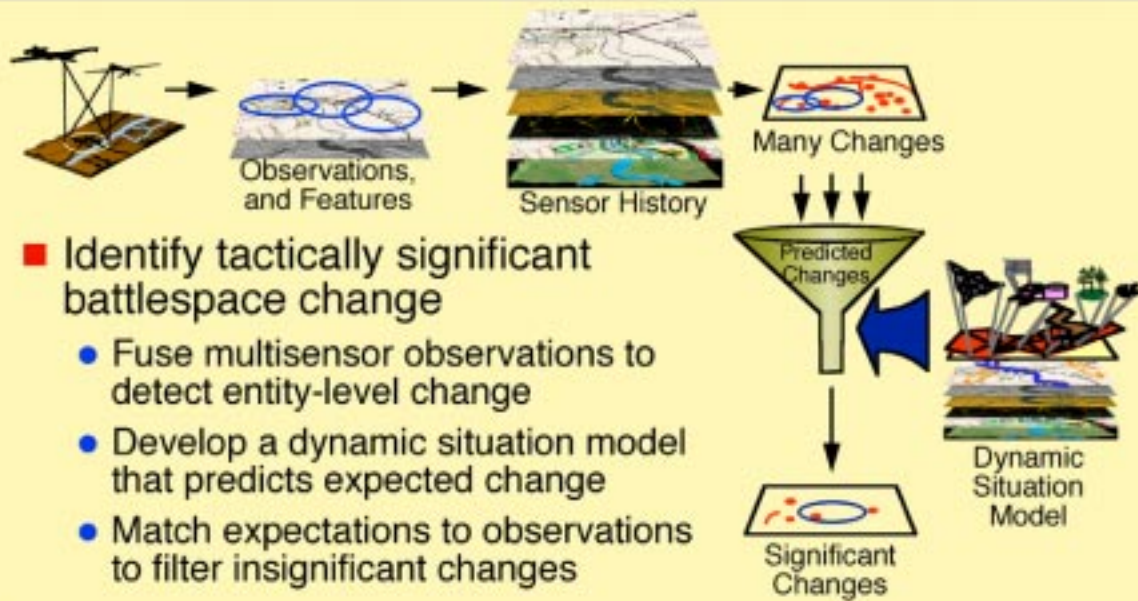 Observations,
and Features
Sensor History
Many Changes
Predicted
Changes
Dynamic
Situation
Model
Significant
Changes
Identify tactically significant
battlespace change
Fuse multisensor observations to
detect entity-level change
Develop a dynamic situation model
that predicts expected change
Match expectations to observations
to filter insignificant changes